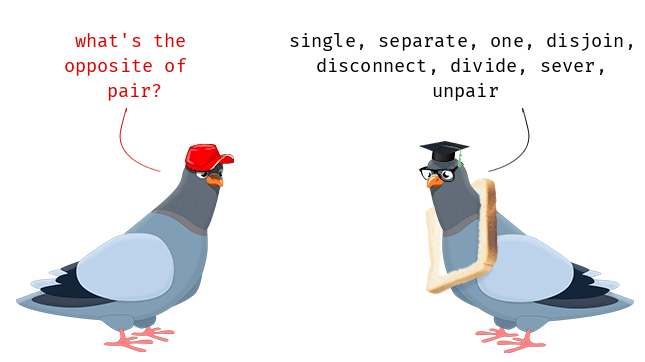 what's the
opposite of
pair?
single, separate, one, disjoin,
disconnect, divide, sever,
unpair